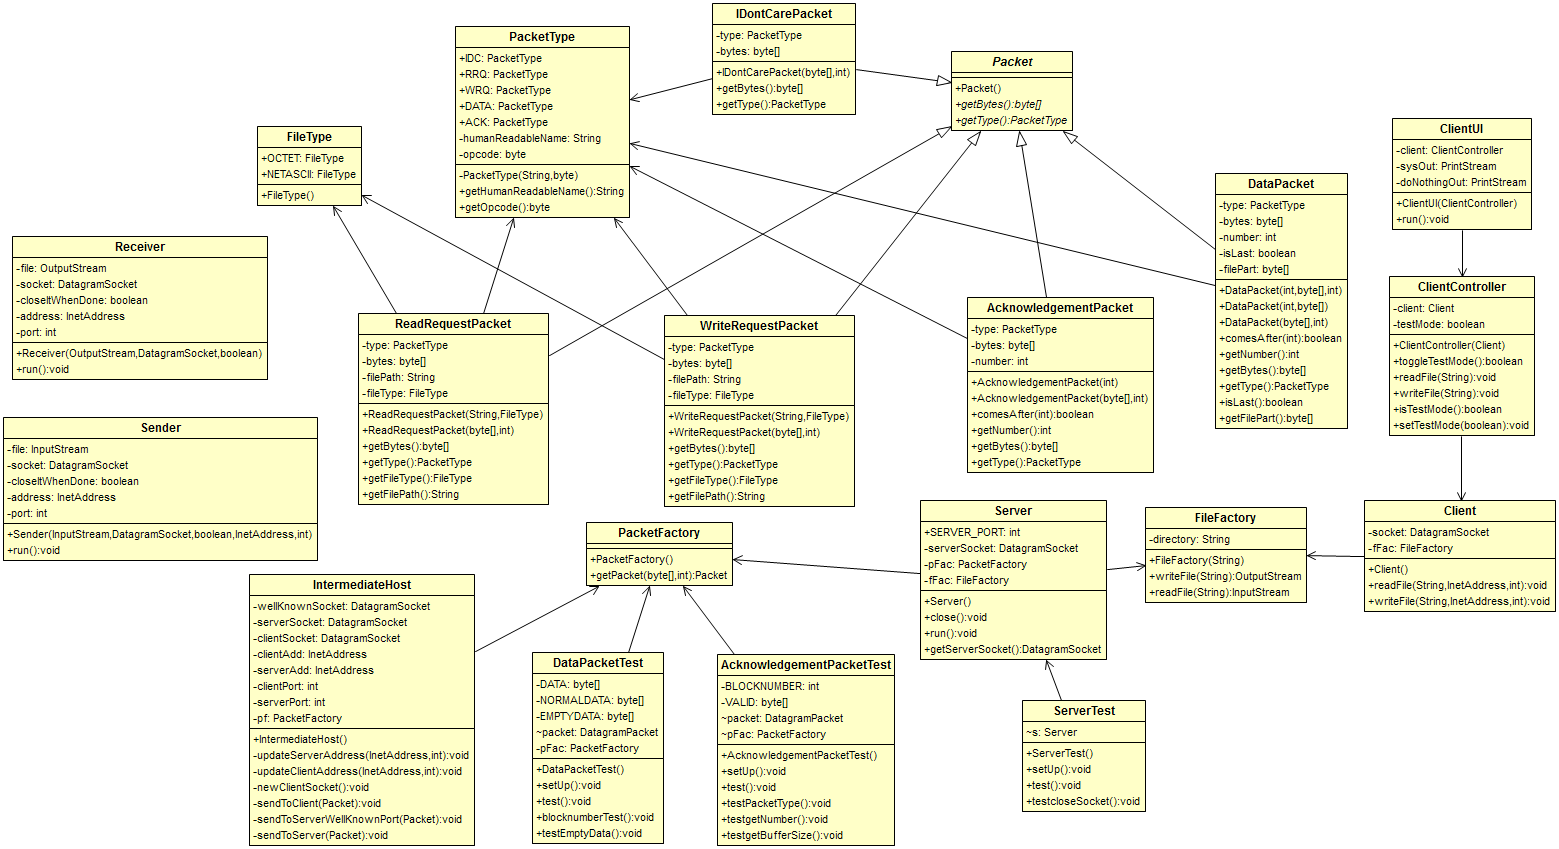 IDontCarePacket
-type: PacketType
-bytes: byte[]
+IDontCarePacket(byte[],int)
+getBytes():byte[]
+getType():PacketType
PacketType
+IDC: PacketType
+RRQ: PacketType
+WRQ: PacketType
+DATA: PacketType
+ACK: PacketType
-humanReadableName: String
-opcode: byte
-PacketType(String,byte)
+getHumanReadableName():String
+getOpcode():byte
Packet
+Packet()
+getBytes():byte[]
+getType():PacketType
FileType
+OCTET: FileType
+NETASCII: FileType
+FileType()
ClientUI
-client: ClientController
-sysOut: PrintStream
-doNothingOut: PrintStream
+ClientUI(ClientController)
+run():void
DataPacket
-type: PacketType
-bytes: byte[]
-number: int
-isLast: boolean
-filePart: byte[]
+DataPacket(int,byte[],int)
+DataPacket(int,byte[])
+DataPacket(byte[],int)
+comesAfter(int):boolean
+getNumber():int
+getBytes():byte[]
+getType():PacketType
+isLast():boolean
+getFilePart():byte[]
Receiver
-file: OutputStream
-socket: DatagramSocket
-closeItWhenDone: boolean
-address: InetAddress
-port: int
+Receiver(OutputStream,DatagramSocket,boolean)
+run():void
ClientController
-client: Client
-testMode: boolean
+ClientController(Client)
+toggleTestMode():boolean
+readFile(String):void
+writeFile(String):void
+isTestMode():boolean
+setTestMode(boolean):void
ReadRequestPacket
-type: PacketType
-bytes: byte[]
-filePath: String
-fileType: FileType
+ReadRequestPacket(String,FileType)
+ReadRequestPacket(byte[],int)
+getBytes():byte[]
+getType():PacketType
+getFileType():FileType
+getFilePath():String
WriteRequestPacket
-type: PacketType
-bytes: byte[]
-filePath: String
-fileType: FileType
+WriteRequestPacket(String,FileType)
+WriteRequestPacket(byte[],int)
+getBytes():byte[]
+getType():PacketType
+getFileType():FileType
+getFilePath():String
AcknowledgementPacket
-type: PacketType
-bytes: byte[]
-number: int
+AcknowledgementPacket(int)
+AcknowledgementPacket(byte[],int)
+comesAfter(int):boolean
+getNumber():int
+getBytes():byte[]
+getType():PacketType
Sender
-file: InputStream
-socket: DatagramSocket
-closeItWhenDone: boolean
-address: InetAddress
-port: int
+Sender(InputStream,DatagramSocket,boolean,InetAddress,int)
+run():void
PacketFactory
+PacketFactory()
+getPacket(byte[],int):Packet
Server
+SERVER_PORT: int
-serverSocket: DatagramSocket
-pFac: PacketFactory
-fFac: FileFactory
+Server()
+close():void
+run():void
+getServerSocket():DatagramSocket
FileFactory
-directory: String
+FileFactory(String)
+writeFile(String):OutputStream
+readFile(String):InputStream
Client
-socket: DatagramSocket
-fFac: FileFactory
+Client()
+readFile(String,InetAddress,int):void
+writeFile(String,InetAddress,int):void
IntermediateHost
-wellKnownSocket: DatagramSocket
-serverSocket: DatagramSocket
-clientSocket: DatagramSocket
-clientAdd: InetAddress
-serverAdd: InetAddress
-clientPort: int
-serverPort: int
-pf: PacketFactory
+IntermediateHost()
-updateServerAddress(InetAddress,int):void
-updateClientAddress(InetAddress,int):void
-newClientSocket():void
-sendToClient(Packet):void
-sendToServerWellKnownPort(Packet):void
-sendToServer(Packet):void
DataPacketTest
-DATA: byte[]
-NORMALDATA: byte[]
-EMPTYDATA: byte[]
~packet: DatagramPacket
-pFac: PacketFactory
+DataPacketTest()
+setUp():void
+test():void
+blocknumberTest():void
+testEmptyData():void
AcknowledgementPacketTest
-BLOCKNUMBER: int
-VALID: byte[]
~packet: DatagramPacket
~pFac: PacketFactory
+AcknowledgementPacketTest()
+setUp():void
+test():void
+testPacketType():void
+testgetNumber():void
+testgetBufferSize():void
ServerTest
~s: Server
+ServerTest()
+setUp():void
+test():void
+testcloseSocket():void